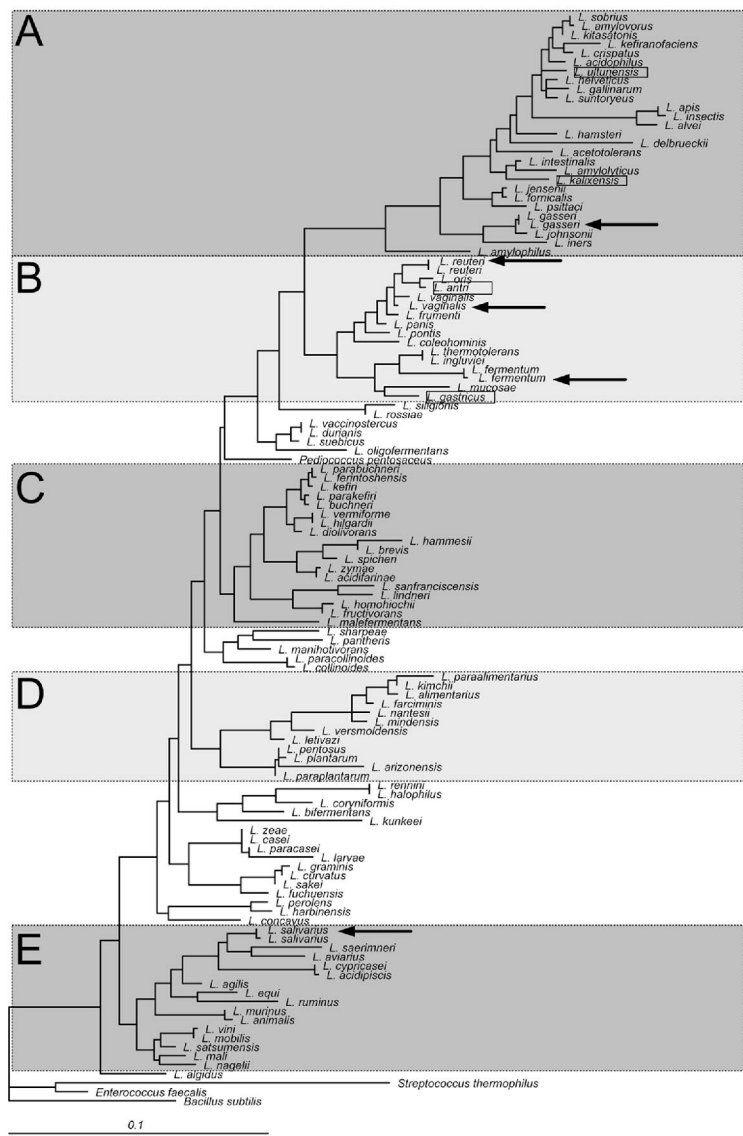 A
L. sobrius
L. amylovorus
L. kitasatonis
L. kefiranofaciens
L. crispatus
L. acidophilus
L. ultunensis
L. helveticus
L. gallinarum
L. suntoryeus
L. apis
L. insectis
L. alvei
L. hamsteri
L. delbrueckii
L. acetotolerans
L. intestinalis
L. amylolyticus
L. kalixensis
L. jensenii
L. fornicalis
L. psittaci
L. gasseri
L. gasseri
L. johnsonii
L. iners
L. amylophilus
B
L. reuteri
L. reuteri
L. oris
L. antri
L. vaginalis
L. vaginalis
L. frumenti
L. panis
L. pontis
L. coleohominis
L. thermotolerans
L. ingluviei
L. fermentum
L. fermentum
L. mucosae
L. gastricus
L. siligionis
L. rossiae
L. vaccinostercus
L. durianis
L. suebicus
L. oligofermentans
Pediococcus pentosaceus
C
L. parabuchneri
L. ferintoshensis
L. kefiri
L. parakefiri
L. buchneri
L. vermiforme
L. hilgardii
L. diolivorans
L. hammesii
L. brevis
L. spicheri
L. zymae
L. acidifarinae
L. sanfranciscensis
L. lindneri
L. homohiochii
L. fructivorans
L. malefermentans
L. sharpeae
L. pantheris
L. manihotivorans
L. paracollinoides
L. collinoides
D
L. paraalimentarius
L. kimchii
L. alimentarius
L. farciminis
L. nantesii
L. mindensis
L. versmoldensis
L. letivazi
L. pentosus
L. plantarum
L. arizonensis
L. paraplantarum
L. rennini
L. halophilus
L. coryniformis
L. bifermentans
L. kunkeei
L. zeae
L. casei
L. paracasei
L. larvae
L. graminis
L. curvatus
L. sakei
L. fuchuensis
L. perolens
L. harbinensis
L. concavus
E
L. salivarius
L. salivarius
L. saerimneri
L. aviarius
L. cypricasei
L. acidipiscis
L. agilis
L. equi
L. ruminus
L. murinus
L. animalis
L. vini
L. mobilis
L. satsumensis
L. mali
L. nagelii
L. algidus
Streptococcus thermophilus
Enterococcus faecalis
Bacillus subtilis
0.1